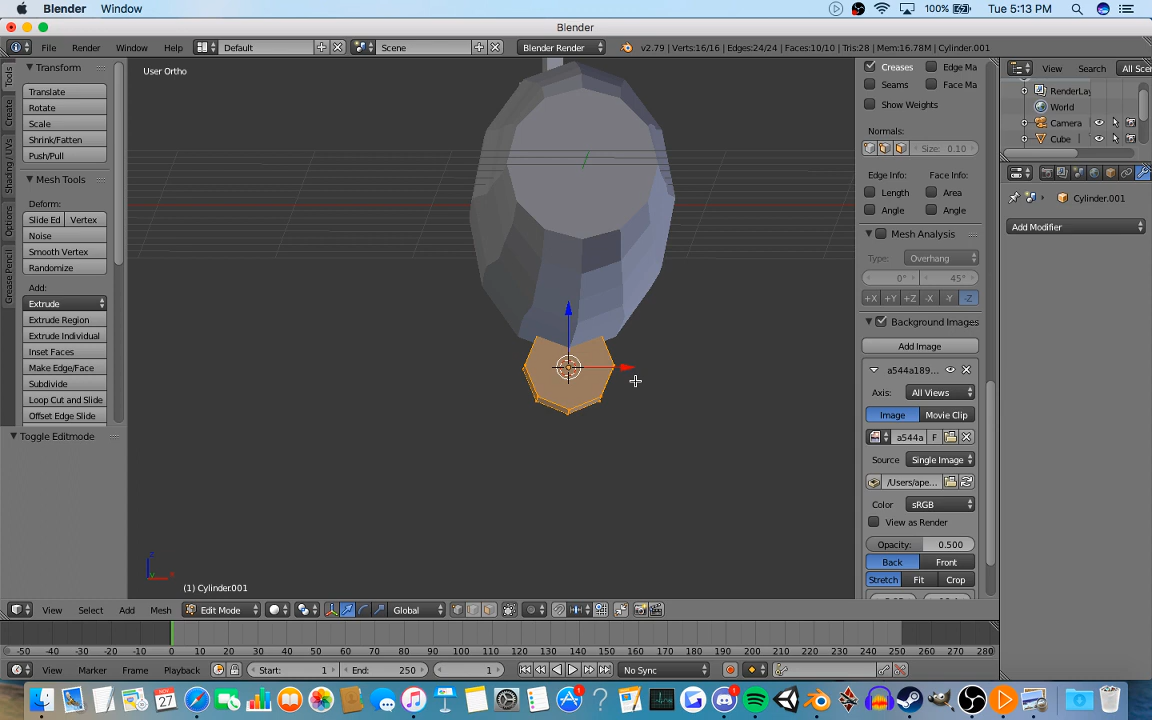 Blender Window 100% Tue 5:13 PM
Blender
File Render Window Help Default Scene Blender Render v2.79 | Verts:16/16 | Edges:24/24 | Faces:10/10 | Tris:28 | Mem:16.78M | Cylinder.001 View Search All Sce
Tools
Create
Shading / UVs
Options
Grease Pencil
Transform
Translate
Rotate
Scale
Shrink/Fatten
Push/Pull
Mesh Tools
Deform:
Slide Ed Vertex
Noise
Smooth Vertex
Randomize
Add:
Extrude
Extrude Region
Extrude Individual
Inset Faces
Make Edge/Face
Subdivide
Loop Cut and Slide
Offset Edge Slide
Toggle Editmode
User Ortho
(1) Cylinder.001
Creases Edge Ma
Seams Face Ma
Show Weights
Normals:
Size: 0.10
Edge Info: Face Info:
Length Area
Angle Angle
Mesh Analysis
Type: Overhang
0° 45°
+X +Y +Z -X -Y -Z
Background Images
Add Image
a544a189...
Axis: All Views
Image Movie Clip
a544a F
Source Single Image
/Users/ape...
Color sRGB
View as Render
Opacity: 0.500
Back Front
Stretch Fit Crop
RenderLay
World
Camera
Cube
Cylinder.001
Add Modifier
View Select Add Mesh Edit Mode Global
-50 -40 -30 -20 -10 0 10 20 30 40 50 60 70 80 90 100 110 120 130 140 150 160 170 180 190 200 210 220 230 240 250 260 270 280
View Marker Frame Playback Start: 1 End: 250 1 No Sync
NOV
27
1
1